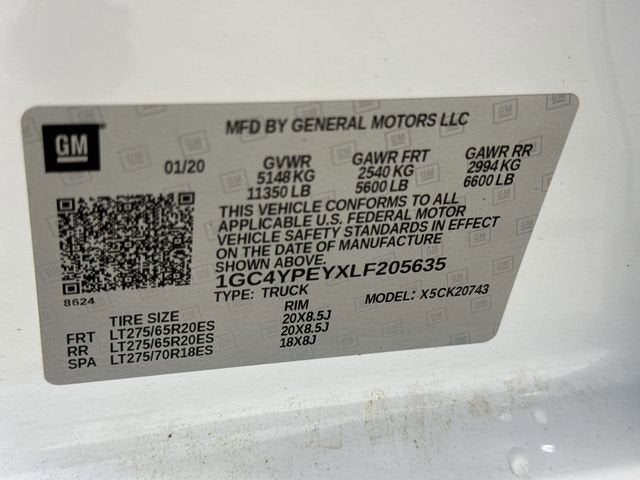 GM
MFD BY GENERAL MOTORS LLC
01/20
GVWR GAWR FRT GAWR RR
5148 KG 2540 KG 2994 KG
11350 LB 5600 LB 6600 LB
THIS VEHICLE CONFORMS TO ALL
APPLICABLE U.S. FEDERAL MOTOR
VEHICLE SAFETY STANDARDS IN EFFECT
ON THE DATE OF MANUFACTURE
SHOWN ABOVE.
8624
1GC4YPEYXLF205635
TYPE: TRUCK MODEL: X5CK20743
TIRE SIZE RIM
FRT LT275/65R20ES 20X8.5J
RR LT275/65R20ES 20X8.5J
SPA LT275/70R18ES 18X8J